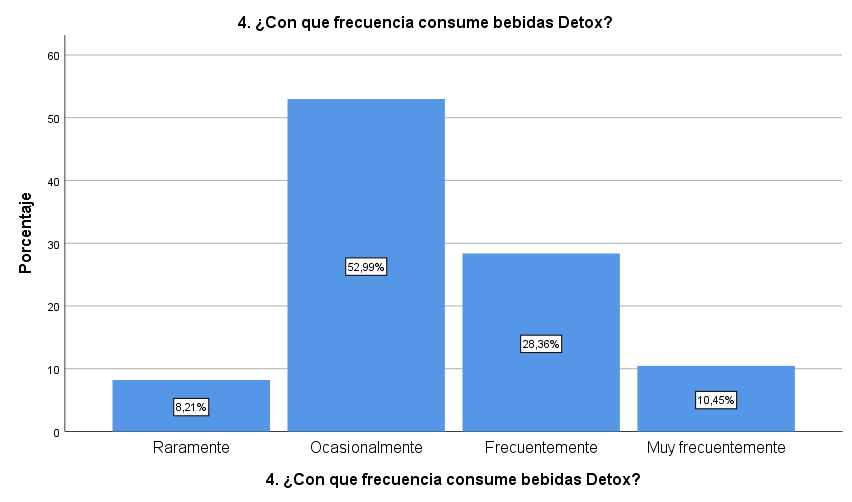 4. ¿Con que frecuencia consume bebidas Detox?
Porcentaje
60
50
40
30
20
10
0
8,21%
52,99%
28,36%
10,45%
Raramente
Ocasionalmente
Frecuentemente
Muy frecuentemente
4. ¿Con que frecuencia consume bebidas Detox?